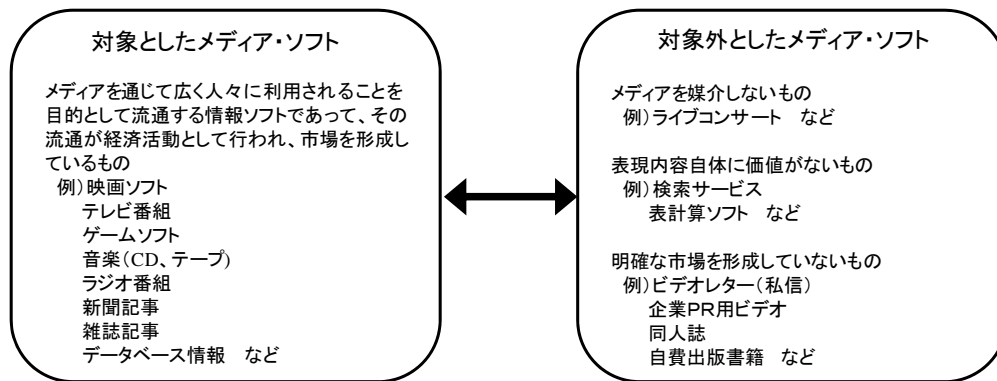 対象としたメディア・ソフト
メディアを通じて広く人々に利用されることを
目的として流通する情報ソフトであって、その
流通が経済活動として行われ、市場を形成し
ているもの
例）映画ソフト
テレビ番組
ゲームソフト
音楽（CD、テープ）
ラジオ番組
新聞記事
雑誌記事
データベース情報　など
対象外としたメディア・ソフト
メディアを媒介しないもの
例）ライブコンサート　など
表現内容自体に価値がないもの
例）検索サービス
表計算ソフト　など
明確な市場を形成していないもの
例）ビデオレター（私信）
企業ＰＲ用ビデオ
同人誌
自費出版書籍　など